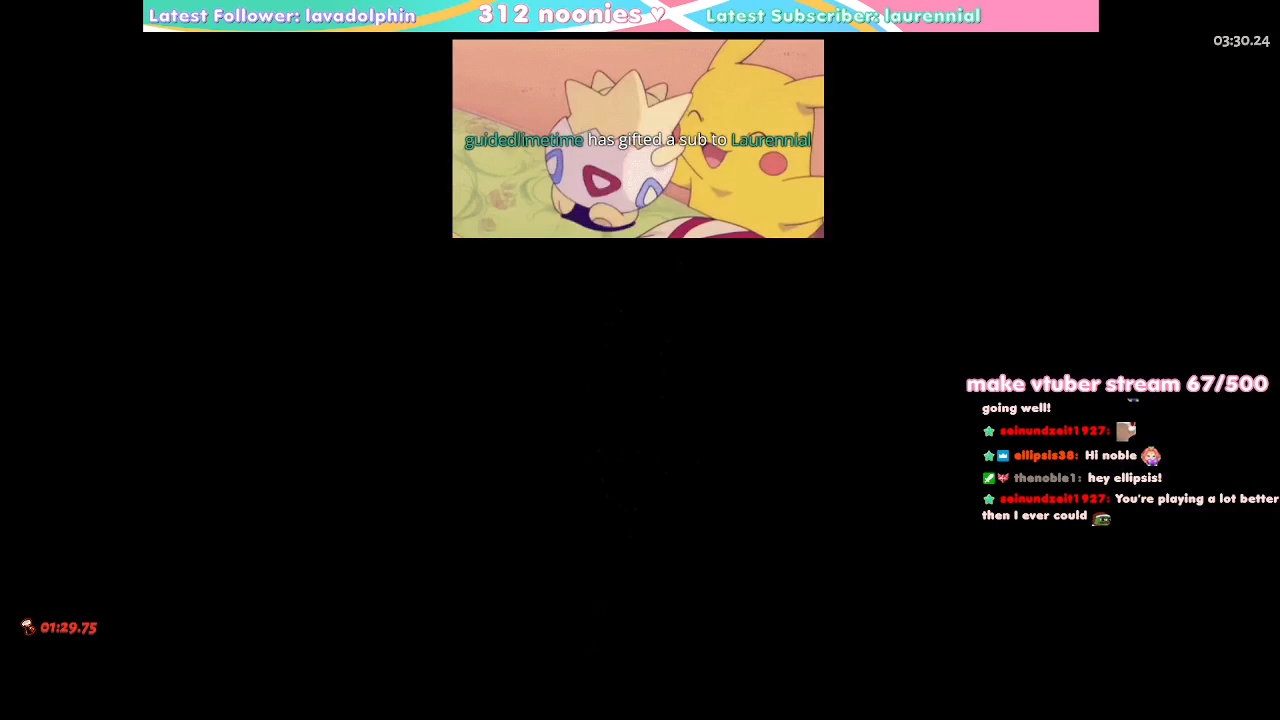 Latest Follower: lavadolphin
312 noonies ♥
Latest Subscriber: laurennial
03:30.24
guidedlimetime has gifted a sub to Laurennial
make vtuber stream 67/500
going well!
seinundzeit1927:
ellipsis38: Hi noble
thenoble1: hey ellipsis!
seinundzeit1927: You're playing a lot better
then I ever could
01:29.75